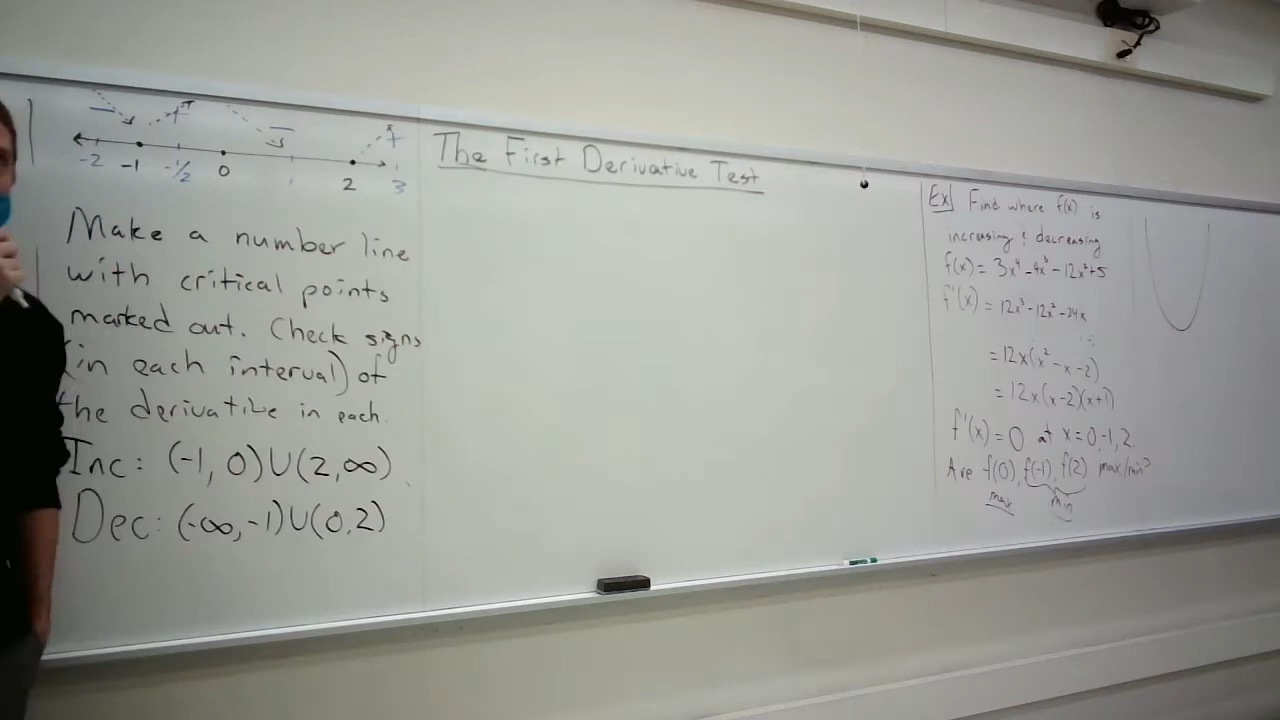 -2 -1 -1/2 0 1 2 3
Make a number line
with critical points
marked out. Check signs
(in each interval) of
the derivative in each.
Inc: (-1, 0)∪(2, ∞)
Dec: (-∞, -1)∪(0, 2)
The First Derivative Test
Ex] Find where f(x) is
increasing & decreasing
f(x) = 3x⁴ - 4x³ - 12x² + 5
f'(x) = 12x³ - 12x² - 24x
= 12x(x² - x - 2)
= 12x(x-2)(x+1)
f'(x) = 0 at x = 0, -1, 2
Are f(0), f(-1), f(2) max/min?
max min